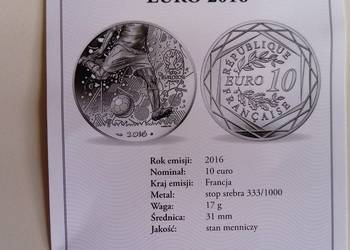 EURO 2016
2016
RÉPUBLIQUE
EURO 10
FRANÇAISE
Rok emisji: 2016
Nominał: 10 euro
Kraj emisji: Francja
Metal: stop srebra 333/1000
Waga: 17 g
Średnica: 31 mm
Jakość: stan menniczy